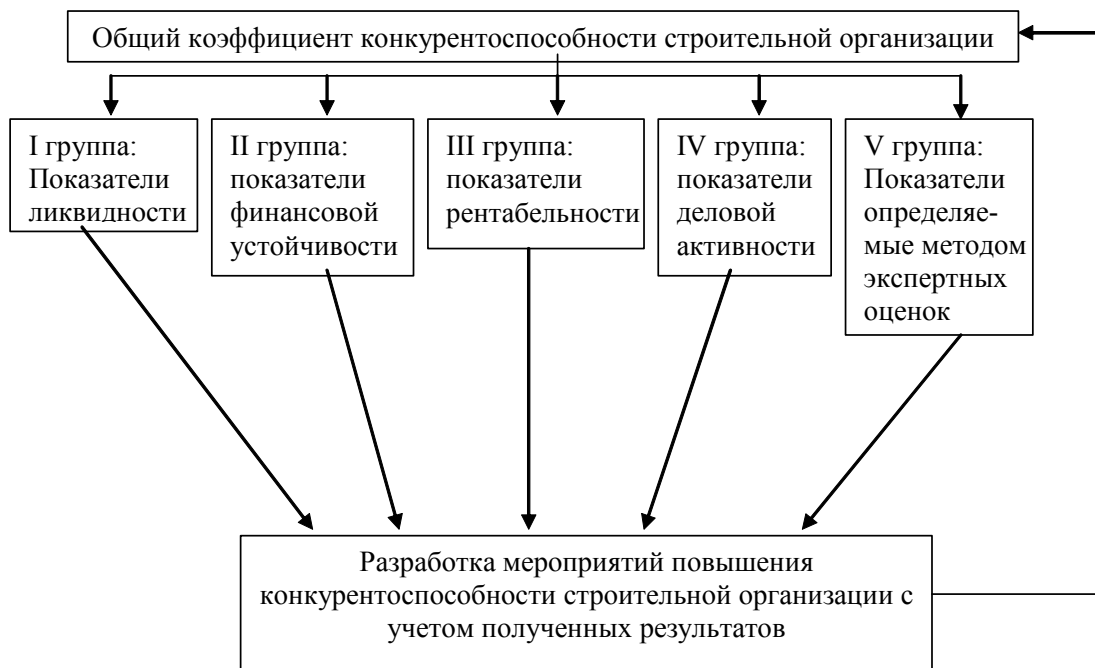 Общий коэффициент конкурентоспособности строительной организации
I группа:
Показатели
ликвидности
II группа:
показатели
финансовой
устойчивости
III группа:
показатели
рентабельности
IV группа:
показатели
деловой
активности
V группа:
Показатели
определяе-
мые методом
экспертных
оценок
Разработка мероприятий повышения
конкурентоспособности строительной организации с
учетом полученных результатов